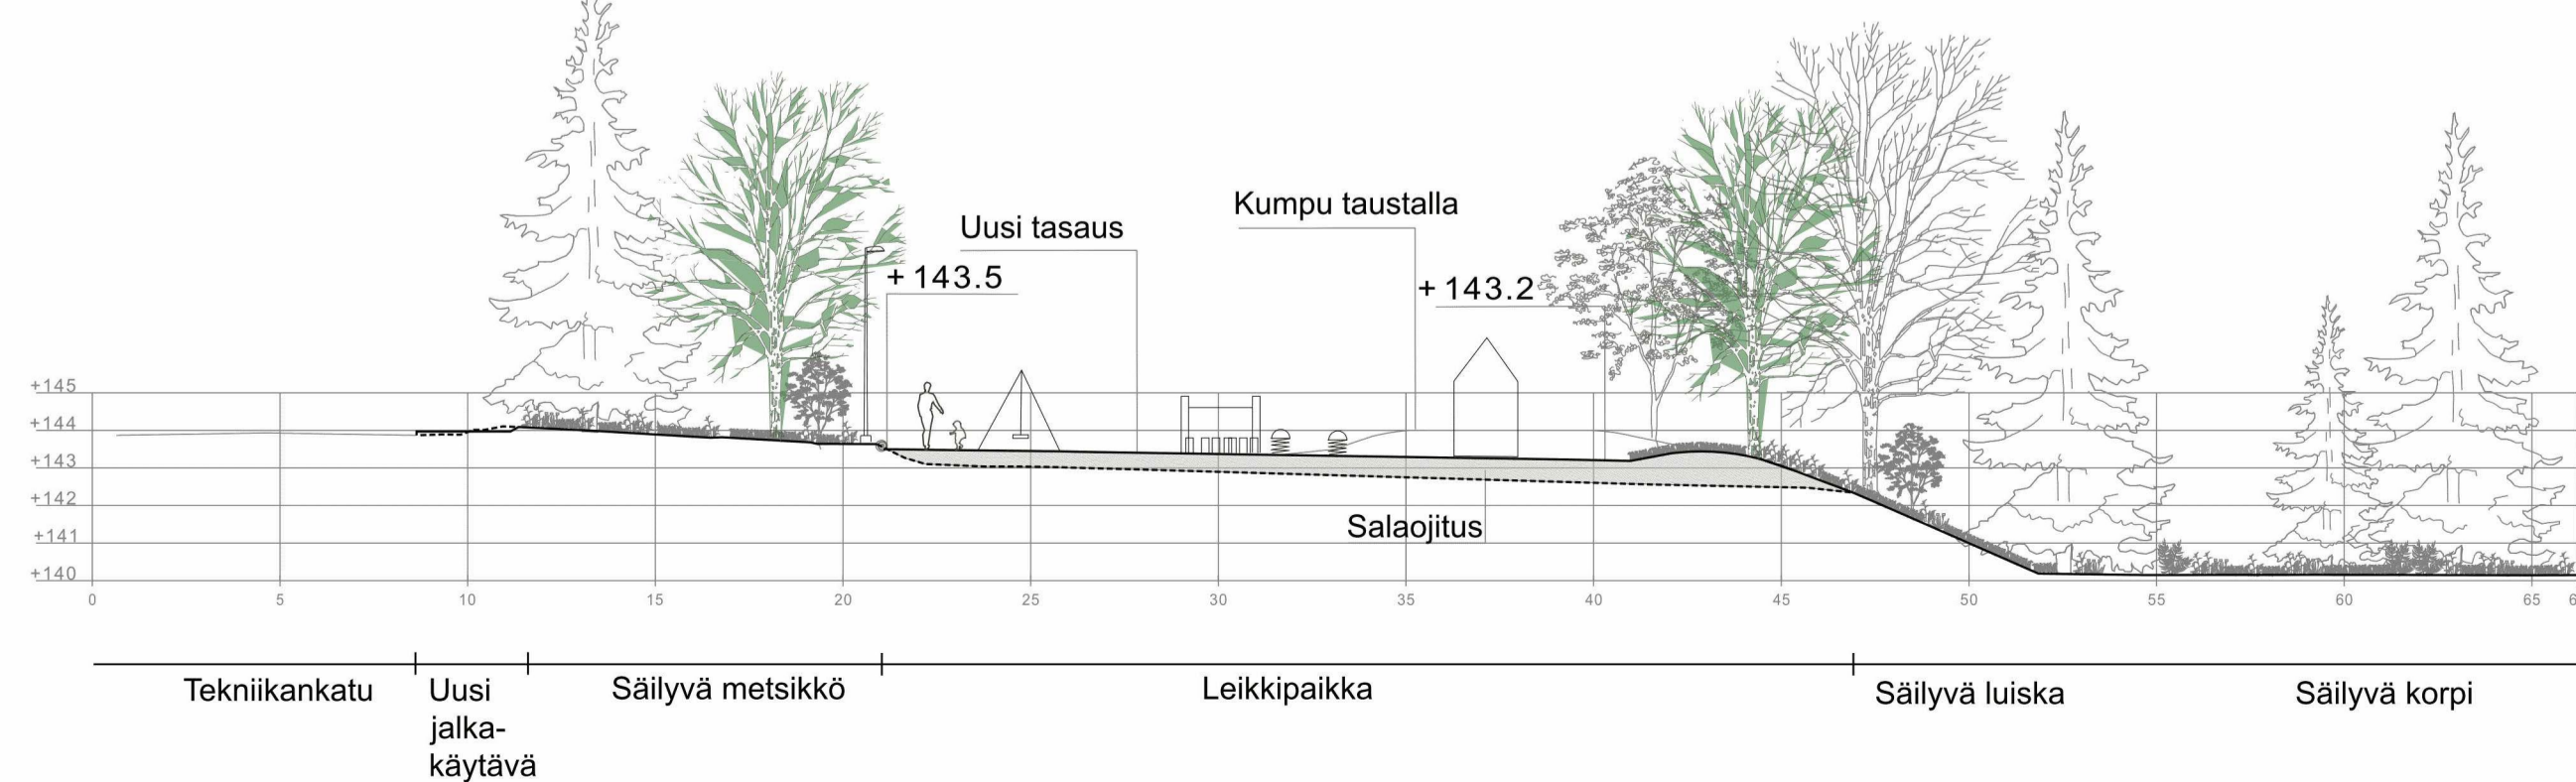 Kumpu taustalla
Uusi tasaus
+ 143.5
+ 143.2
+145
+144
+143
+142
+141
+140
Salaojitus
0 5 10 15 20 25 30 35 40 45 50 55 60 65
Tekniikankatu
Uusi
jalka-
käytävä
Säilyvä metsikkö
Leikkipaikka
Säilyvä luiska
Säilyvä korpi